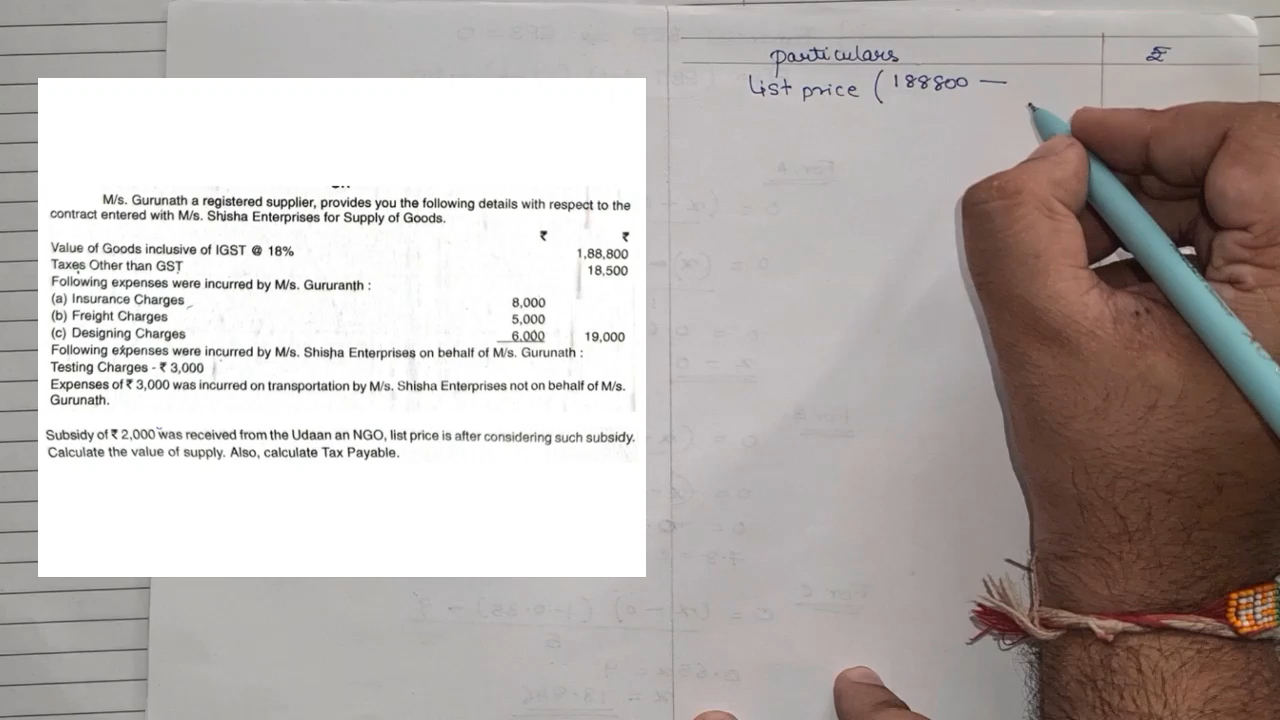 particulars ₹
List price ( 188800 —
M/s. Gurunath a registered supplier, provides you the following details with respect to the
contract entered with M/s. Shisha Enterprises for Supply of Goods.
₹ ₹
Value of Goods inclusive of IGST @ 18% 1,88,800
Taxes Other than GST 18,500
Following expenses were incurred by M/s. Gururanth :
(a) Insurance Charges 8,000
(b) Freight Charges 5,000
(c) Designing Charges 6,000 19,000
Following expenses were incurred by M/s. Shisha Enterprises on behalf of M/s. Gurunath :
Testing Charges - ₹ 3,000
Expenses of ₹ 3,000 was incurred on transportation by M/s. Shisha Enterprises not on behalf of M/s.
Gurunath.
Subsidy of ₹ 2,000 was received from the Udaan an NGO, list price is after considering such subsidy.
Calculate the value of supply. Also, calculate Tax Payable.